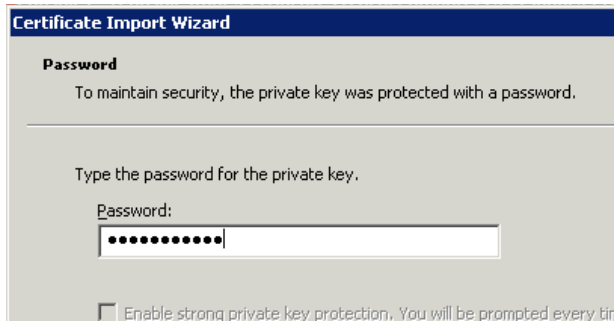 Certificate Import Wizard
Password
To maintain security, the private key was protected with a password.
Type the password for the private key.
Password:
●●●●●●●●●●●
Enable strong private key protection. You will be prompted every